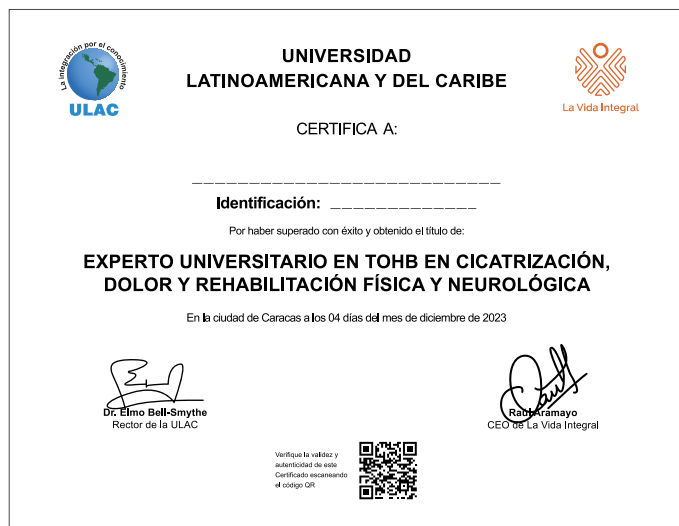 La integración por el conocimiento
ULAC
UNIVERSIDAD
LATINOAMERICANA Y DEL CARIBE
La Vida Integral
CERTIFICA A:
Identificación:
Por haber superado con éxito y obtenido el título de:
EXPERTO UNIVERSITARIO EN TOHB EN CICATRIZACIÓN,
DOLOR Y REHABILITACIÓN FÍSICA Y NEUROLÓGICA
En la ciudad de Caracas a los 04 días del mes de diciembre de 2023
Dr. Elmo Bell-Smythe
Rector de la ULAC
Raúl Aramayo
CEO de La Vida Integral
Verifique la validez y
autenticidad de este
Certificado escaneando
el código QR